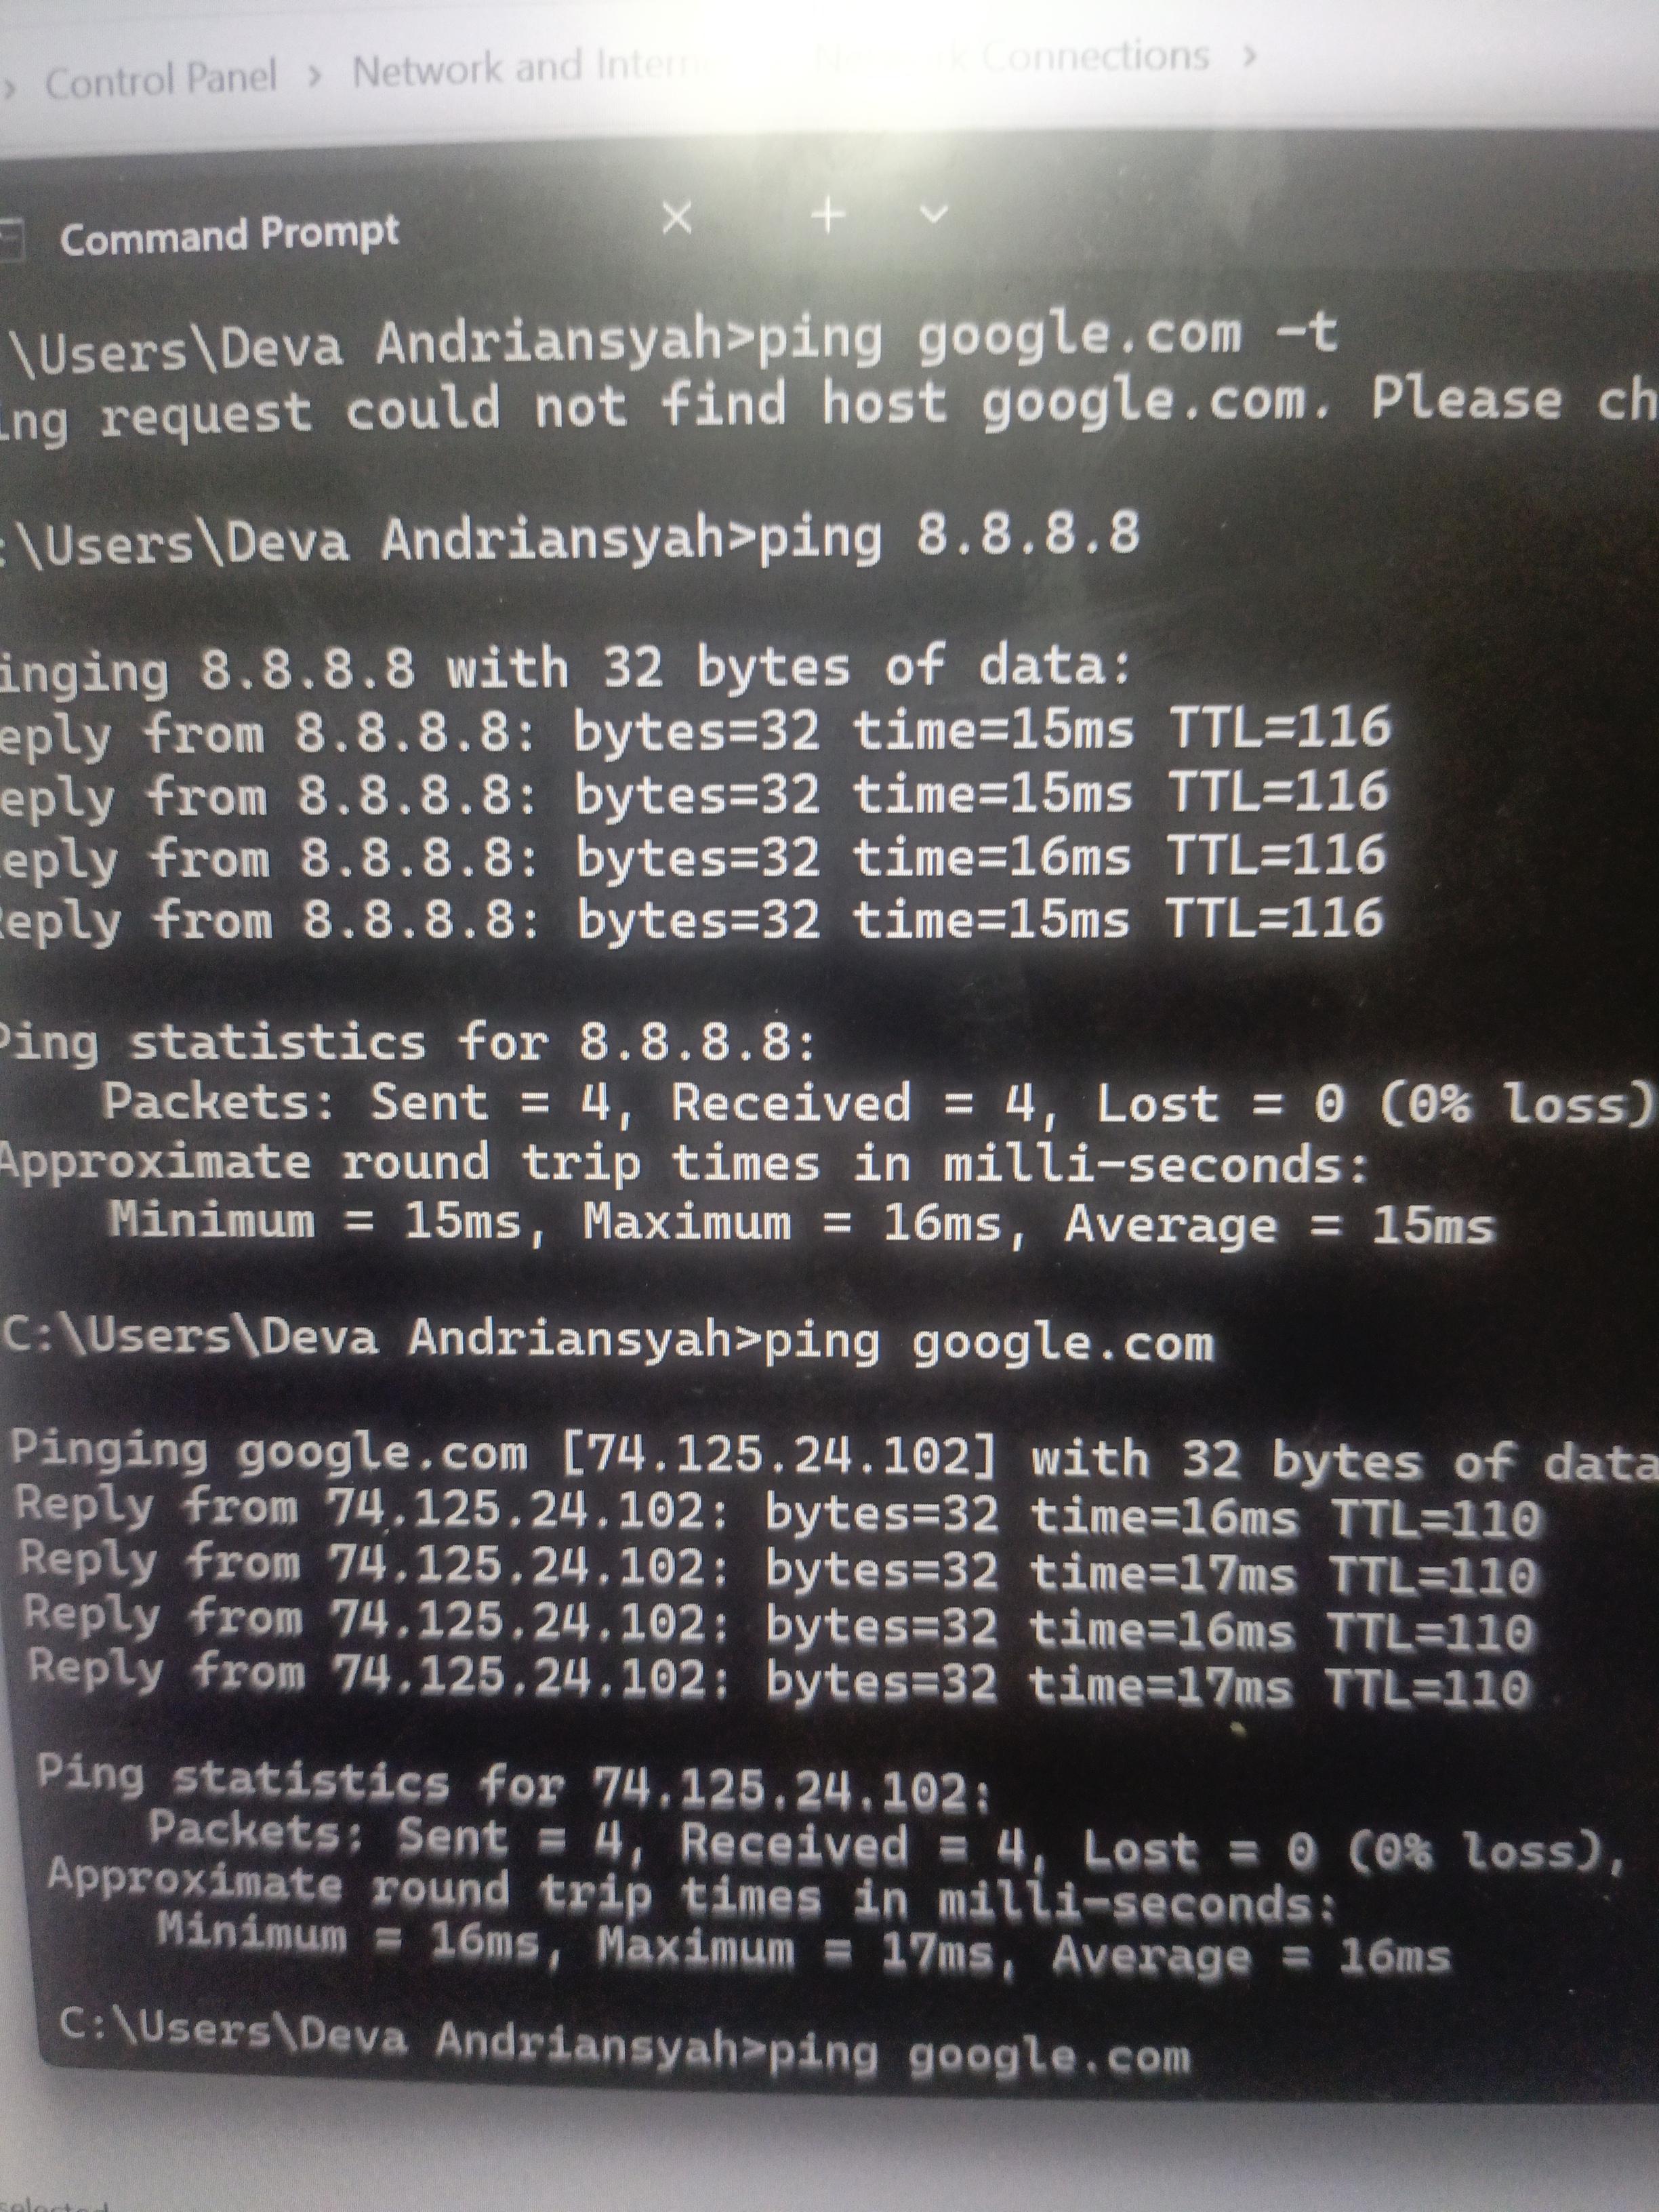 › Control Panel › Network and Intern Network Connections ›
Command Prompt
\Users\Deva Andriansyah>ping google.com -t
ing request could not find host google.com. Please ch
:\Users\Deva Andriansyah>ping 8.8.8.8
inging 8.8.8.8 with 32 bytes of data:
eply from 8.8.8.8: bytes=32 time=15ms TTL=116
eply from 8.8.8.8: bytes=32 time=15ms TTL=116
eply from 8.8.8.8: bytes=32 time=16ms TTL=116
Reply from 8.8.8.8: bytes=32 time=15ms TTL=116
Ping statistics for 8.8.8.8:
Packets: Sent = 4, Received = 4, Lost = 0 (0% loss)
Approximate round trip times in milli-seconds:
Minimum = 15ms, Maximum = 16ms, Average = 15ms
C:\Users\Deva Andriansyah>ping google.com
Pinging google.com [74.125.24.102] with 32 bytes of data
Reply from 74.125.24.102: bytes=32 time=16ms TTL=110
Reply from 74.125.24.102: bytes=32 time=17ms TTL=110
Reply from 74.125.24.102: bytes=32 time=16ms TTL=110
Reply from 74.125.24.102: bytes=32 time=17ms TTL=110
Ping statistics for 74.125.24.102:
Packets: Sent = 4, Received = 4, Lost = 0 (0% loss),
Approximate round trip times in milli-seconds:
Minimum = 16ms, Maximum = 17ms, Average = 16ms
C:\Users\Deva Andriansyah>ping google.com
selected